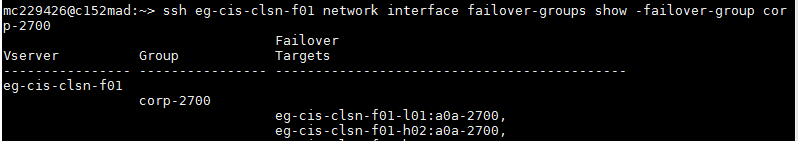 mc229426@c152mad:~> ssh eg-cis-clsn-f01 network interface failover-groups show -failover-group cor
p-2700
Failover
Vserver Group Targets
---------------- ----------------- --------------------------------------------
eg-cis-clsn-f01
corp-2700
eg-cis-clsn-f01-l01:a0a-2700,
eg-cis-clsn-f01-h02:a0a-2700,